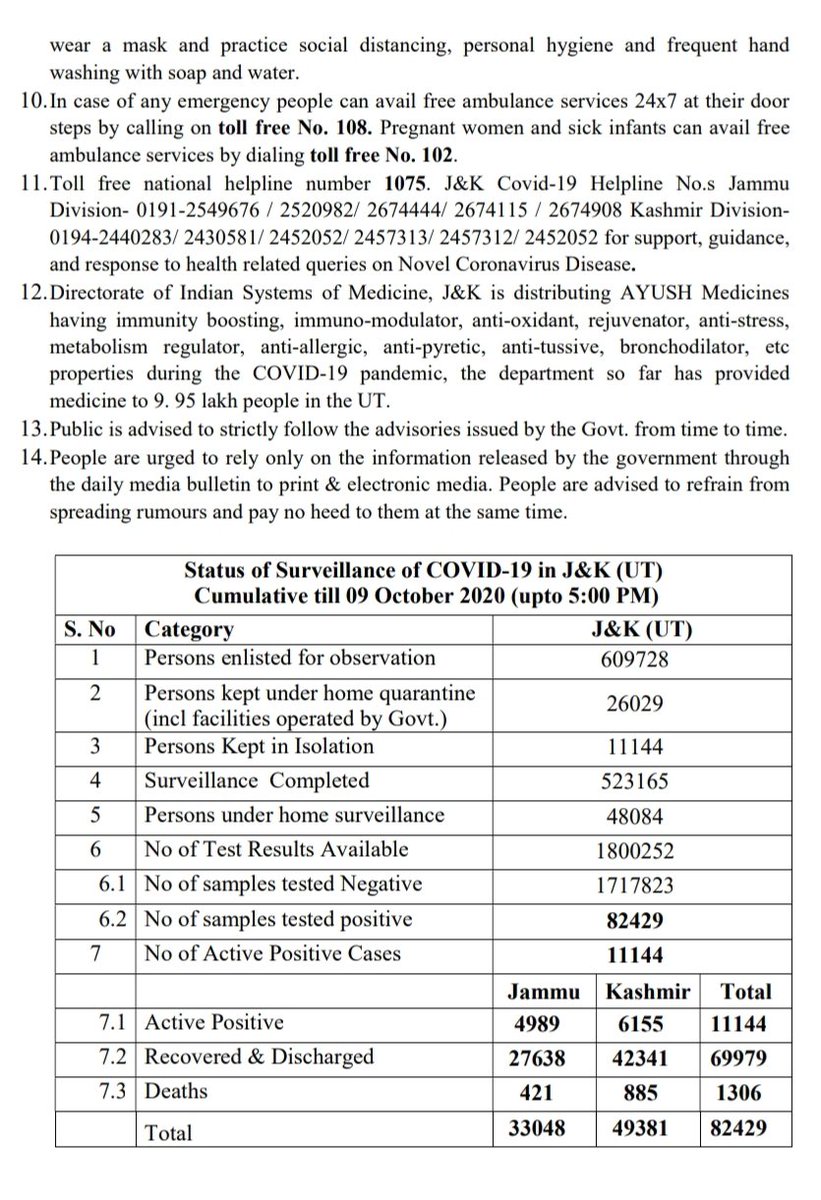 wear a mask and practice social distancing, personal hygiene and frequent hand
washing with soap and water.
10. In case of any emergency people can avail free ambulance services 24x7 at their door
steps by calling on toll free No. 108. Pregnant women and sick infants can avail free
ambulance services by dialing toll free No. 102.
11. Toll free national helpline number 1075. J&K Covid-19 Helpline No.s Jammu
Division- 0191-2549676 / 2520982/ 2674444/ 2674115 / 2674908 Kashmir Division-
0194-2440283/ 2430581/ 2452052/ 2457313/ 2457312/ 2452052 for support, guidance,
and response to health related queries on Novel Coronavirus Disease.
12. Directorate of Indian Systems of Medicine, J&K is distributing AYUSH Medicines
having immunity boosting, immuno-modulator, anti-oxidant, rejuvenator, anti-stress,
metabolism regulator, anti-allergic, anti-pyretic, anti-tussive, bronchodilator, etc
properties during the COVID-19 pandemic, the department so far has provided
medicine to 9. 95 lakh people in the UT.
13. Public is advised to strictly follow the advisories issued by the Govt. from time to time.
14. People are urged to rely only on the information released by the government through
the daily media bulletin to print & electronic media. People are advised to refrain from
spreading rumours and pay no heed to them at the same time.
Status of Surveillance of COVID-19 in J&K (UT)
Cumulative till 09 October 2020 (upto 5:00 PM)
S. No Category J&K (UT)
1 Persons enlisted for observation 609728
2 Persons kept under home quarantine
(incl facilities operated by Govt.) 26029
3 Persons Kept in Isolation 11144
4 Surveillance Completed 523165
5 Persons under home surveillance 48084
6 No of Test Results Available 1800252
6.1 No of samples tested Negative 1717823
6.2 No of samples tested positive 82429
7 No of Active Positive Cases 11144
Jammu Kashmir Total
7.1 Active Positive 4989 6155 11144
7.2 Recovered & Discharged 27638 42341 69979
7.3 Deaths 421 885 1306
Total 33048 49381 82429